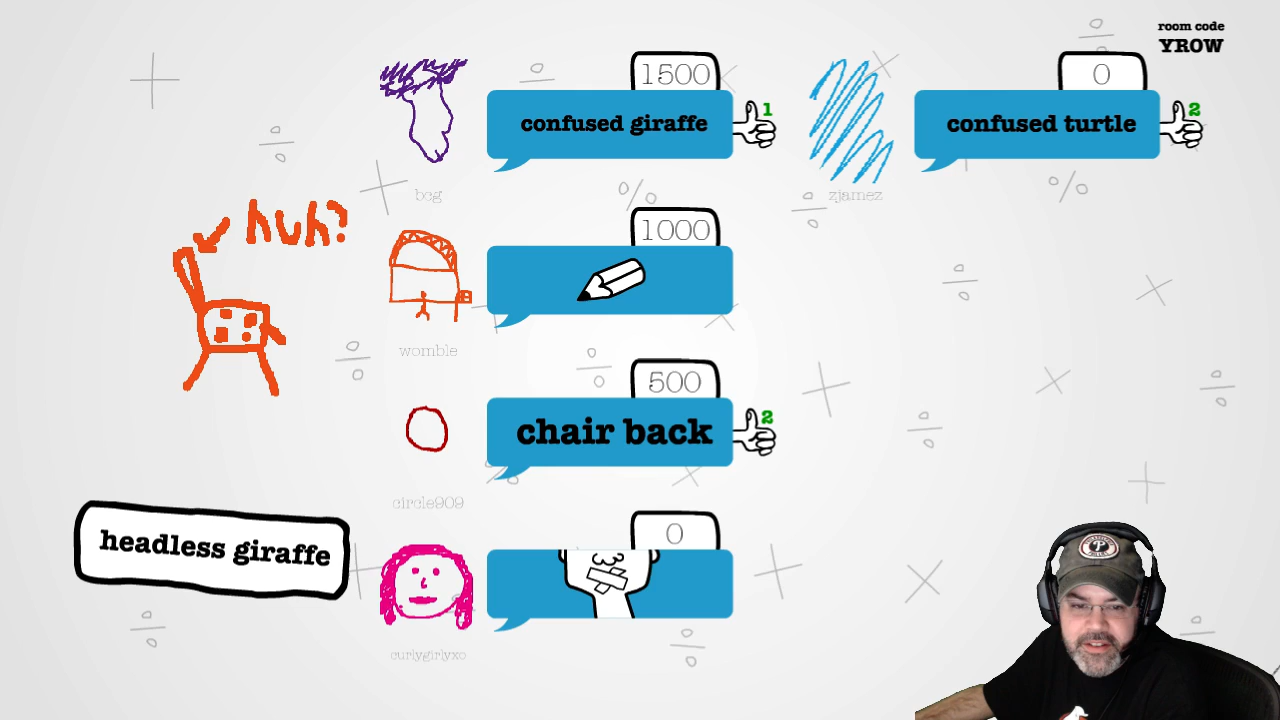 room code
YROW
1500
confused giraffe
1
bcg
0
confused turtle
2
zjamez
huh?
1000
womble
500
chair back
2
circle909
headless giraffe
0
curlygirlyxo